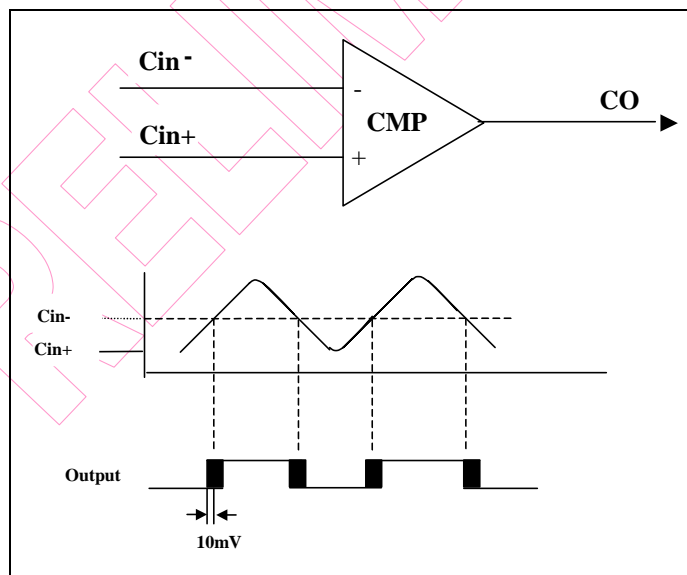 Cin-
-
CMP
CO
Cin+
+
Cin-
Cin+
Output
10mV